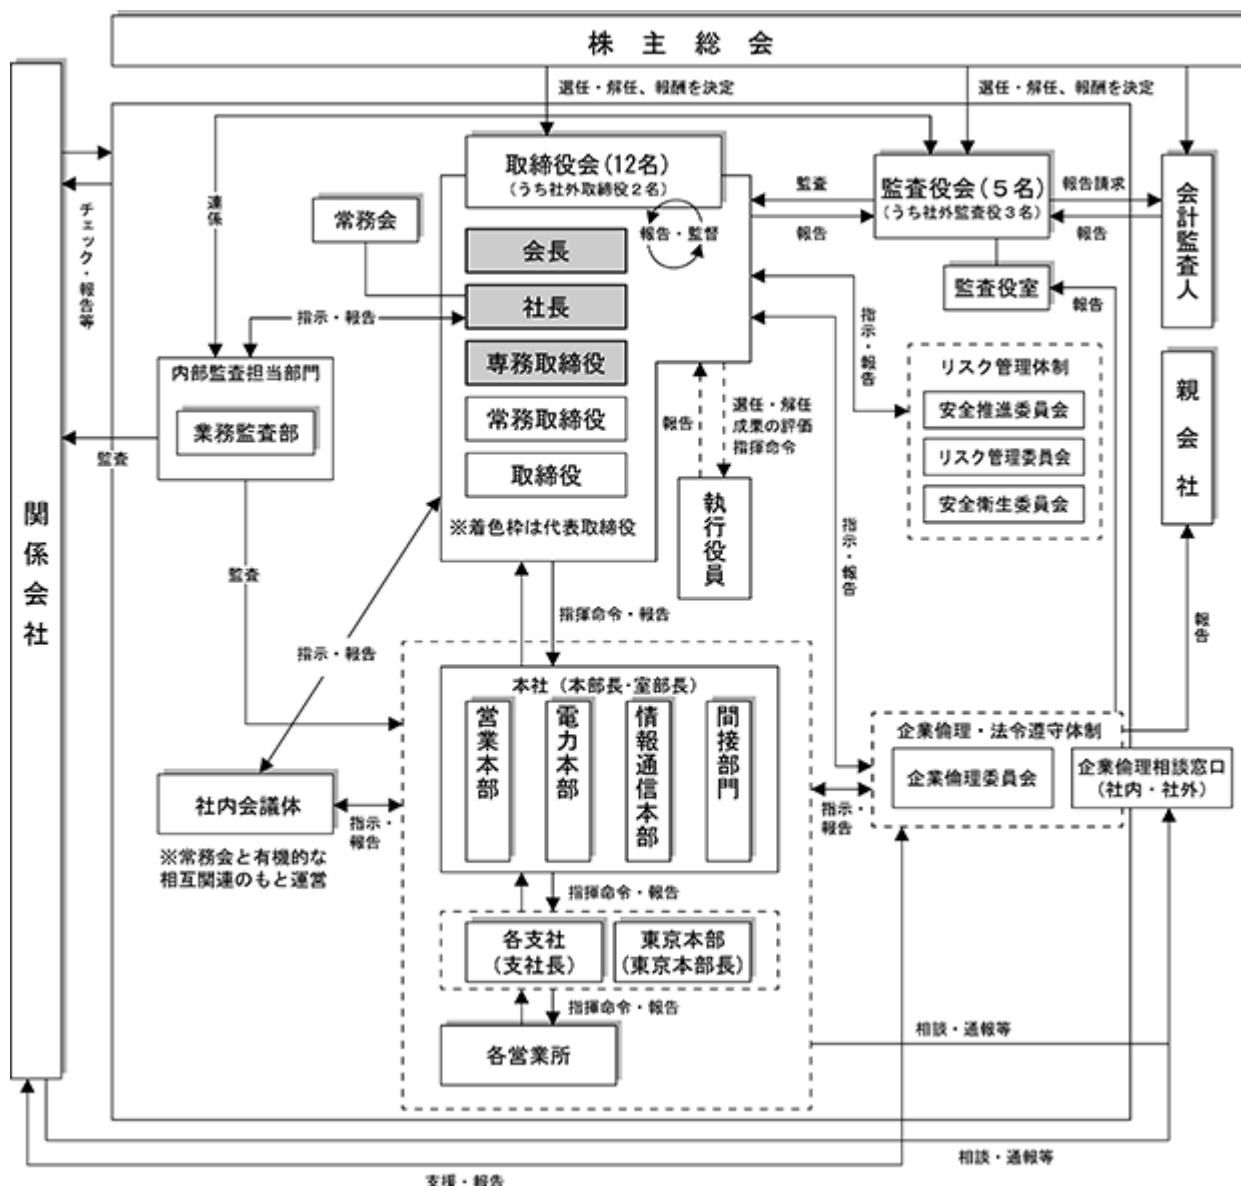 株主総会
選任・解任、報酬を決定
選任・解任、報酬を決定
取締役会(12名)
(うち社外取締役2名)
監査
報告
監査役会(5名)
(うち社外監査役3名)
報告請求
報告
会計監査人
連係
常務会
報告・監督
会長
社長
専務取締役
常務取締役
取締役
※着色枠は代表取締役
監査役室
報告
チェック・報告等
指示・報告
指示・報告
内部監査担当部門
業務監査部
監査
監査
関係会社
報告
選任・解任
成果の評価
指揮命令
執行役員
リスク管理体制
安全推進委員会
リスク管理委員会
安全衛生委員会
親会社
報告
指示・報告
指示・報告
指揮命令・報告
本社(本部長・室部長)
営業本部
電力本部
情報通信本部
間接部門
企業倫理・法令遵守体制
企業倫理委員会
企業倫理相談窓口
(社内・社外)
指示・
報告
社内会議体
指示・
報告
※常務会と有機的な
相互関連のもと運営
指揮命令・報告
各支社
(支社長)
東京本部
(東京本部長)
指揮命令・報告
各営業所
相談・通報等
相談・通報等
支援・報告